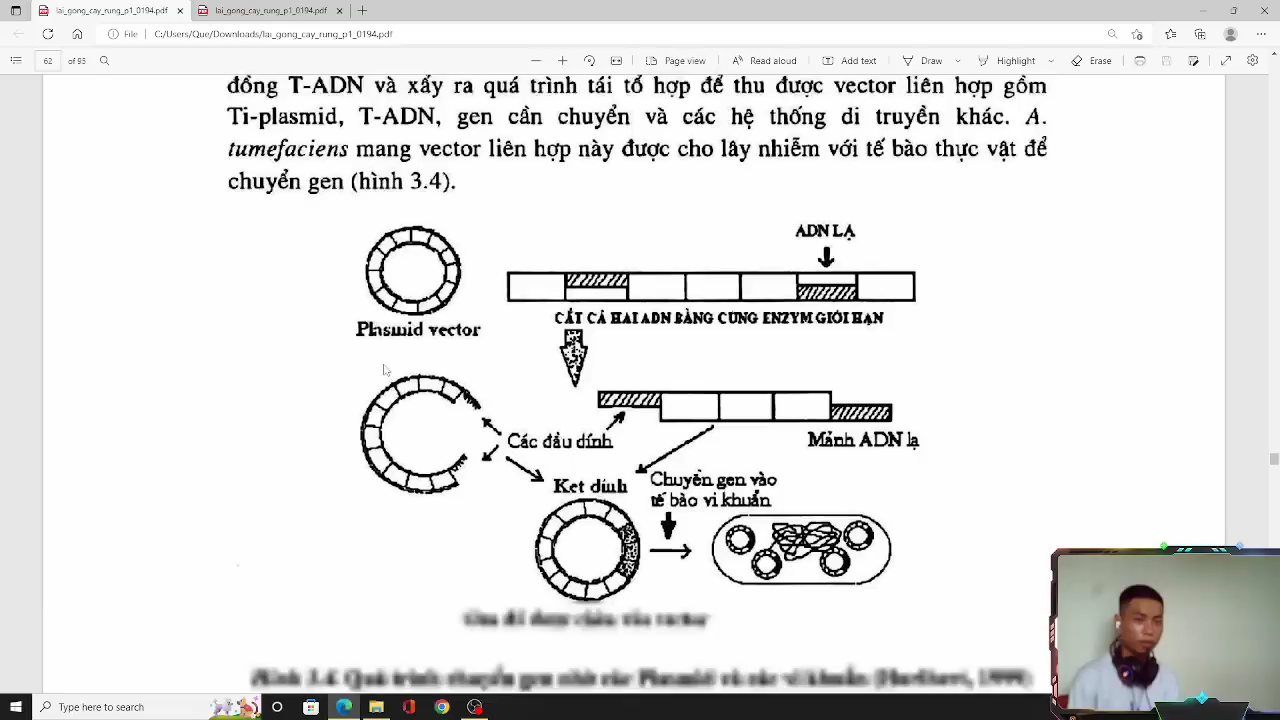 lai_gong_cay_rung_p1_0194.pdf
lai_gong_cay_rung_p1_0194.pdf
File C:/Users/Que/Downloads/lai_gong_cay_rung_p1_0194.pdf
62 of 95 Page view Read aloud Add text Draw Highlight Erase
đồng T-ADN và xẩy ra quá trình tái tổ hợp để thu được vector liên hợp gồm
Ti-plasmid, T-ADN, gen cần chuyển và các hệ thống di truyền khác. A.
tumefaciens mang vector liên hợp này được cho lây nhiễm với tế bào thực vật để
chuyển gen (hình 3.4).
ADN LẠ
Plasmid vector
CẮT CẢ HAI ADN BẰNG CÙNG ENZYM GIỚI HẠN
Các đầu dính
Mảnh ADN lạ
Kết dính
Chuyển gen vào
tế bào vi khuẩn
Type here to search